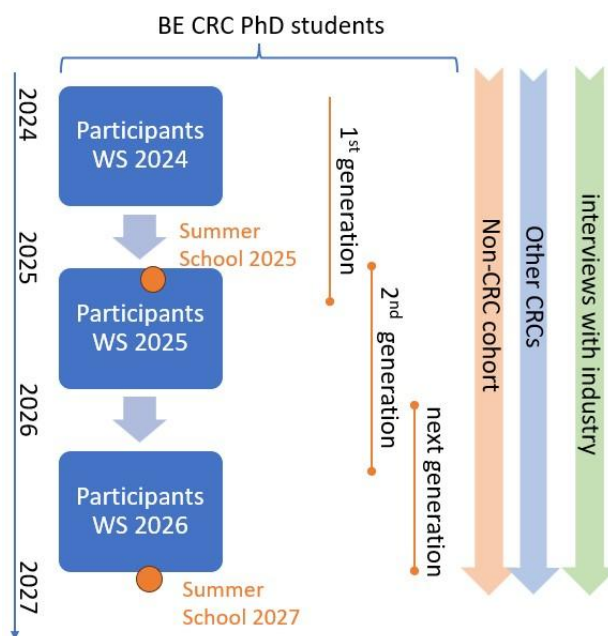 BE CRC PhD students
2024
2025
2026
2027
Participants
WS 2024
Summer
School 2025
Participants
WS 2025
Participants
WS 2026
Summer
School 2027
1st generation
2nd generation
next generation
Non-CRC cohort
Other CRCs
interviews with industry